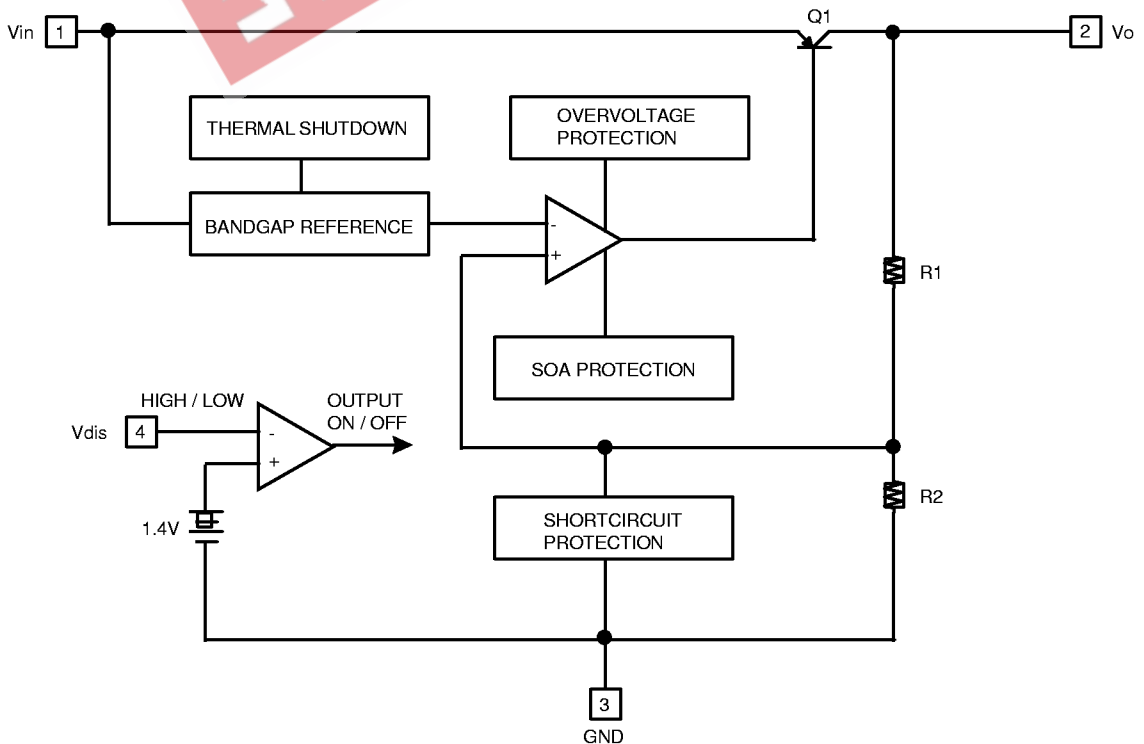 Q1
Vin 1
2 Vo
THERMAL SHUTDOWN
OVERVOLTAGE
PROTECTION
BANDGAP REFERENCE
-
+
R1
SOA PROTECTION
HIGH / LOW
OUTPUT
ON / OFF
Vdis 4
-
+
1.4V
SHORTCIRCUIT
PROTECTION
R2
3
GND